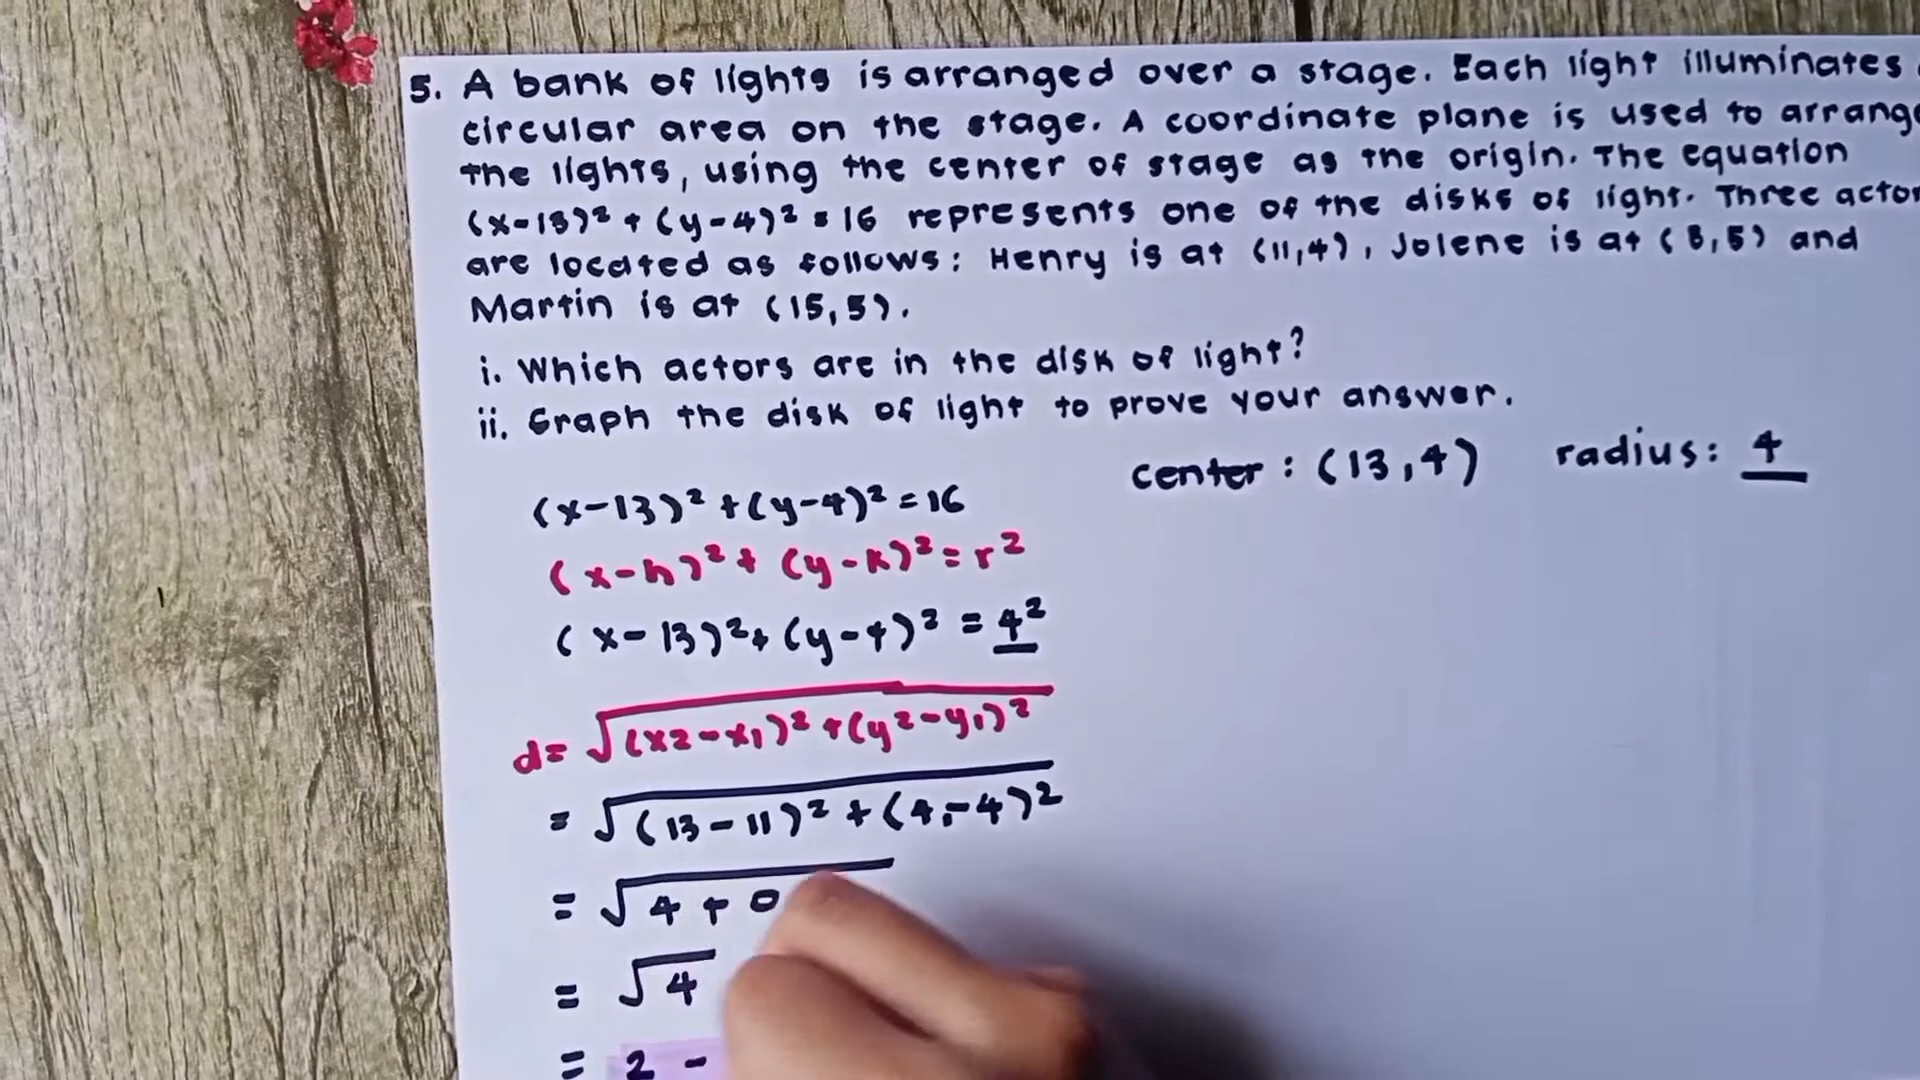 5. A bank of lights is arranged over a stage. Each light illuminates
circular area on the stage. A coordinate plane is used to arrange
the lights, using the center of stage as the origin. The equation
(x-13)² + (y-4)² = 16 represents one of the disks of light. Three actor
are located as follows: Henry is at (11,4), Jolene is at (8,5) and
Martin is at (15,5).
i. Which actors are in the disk of light?
ii. Graph the disk of light to prove your answer.
center : (13,4) radius: 4
(x-13)² + (y-4)² = 16
(x-h)² + (y-k)² = r²
(x-13)² + (y-4)² = 4²
d= √(x2-x₁)² + (y2-y₁)²
= √(13-11)² + (4-4)²
= √4 + 0
= √4
= 2 -